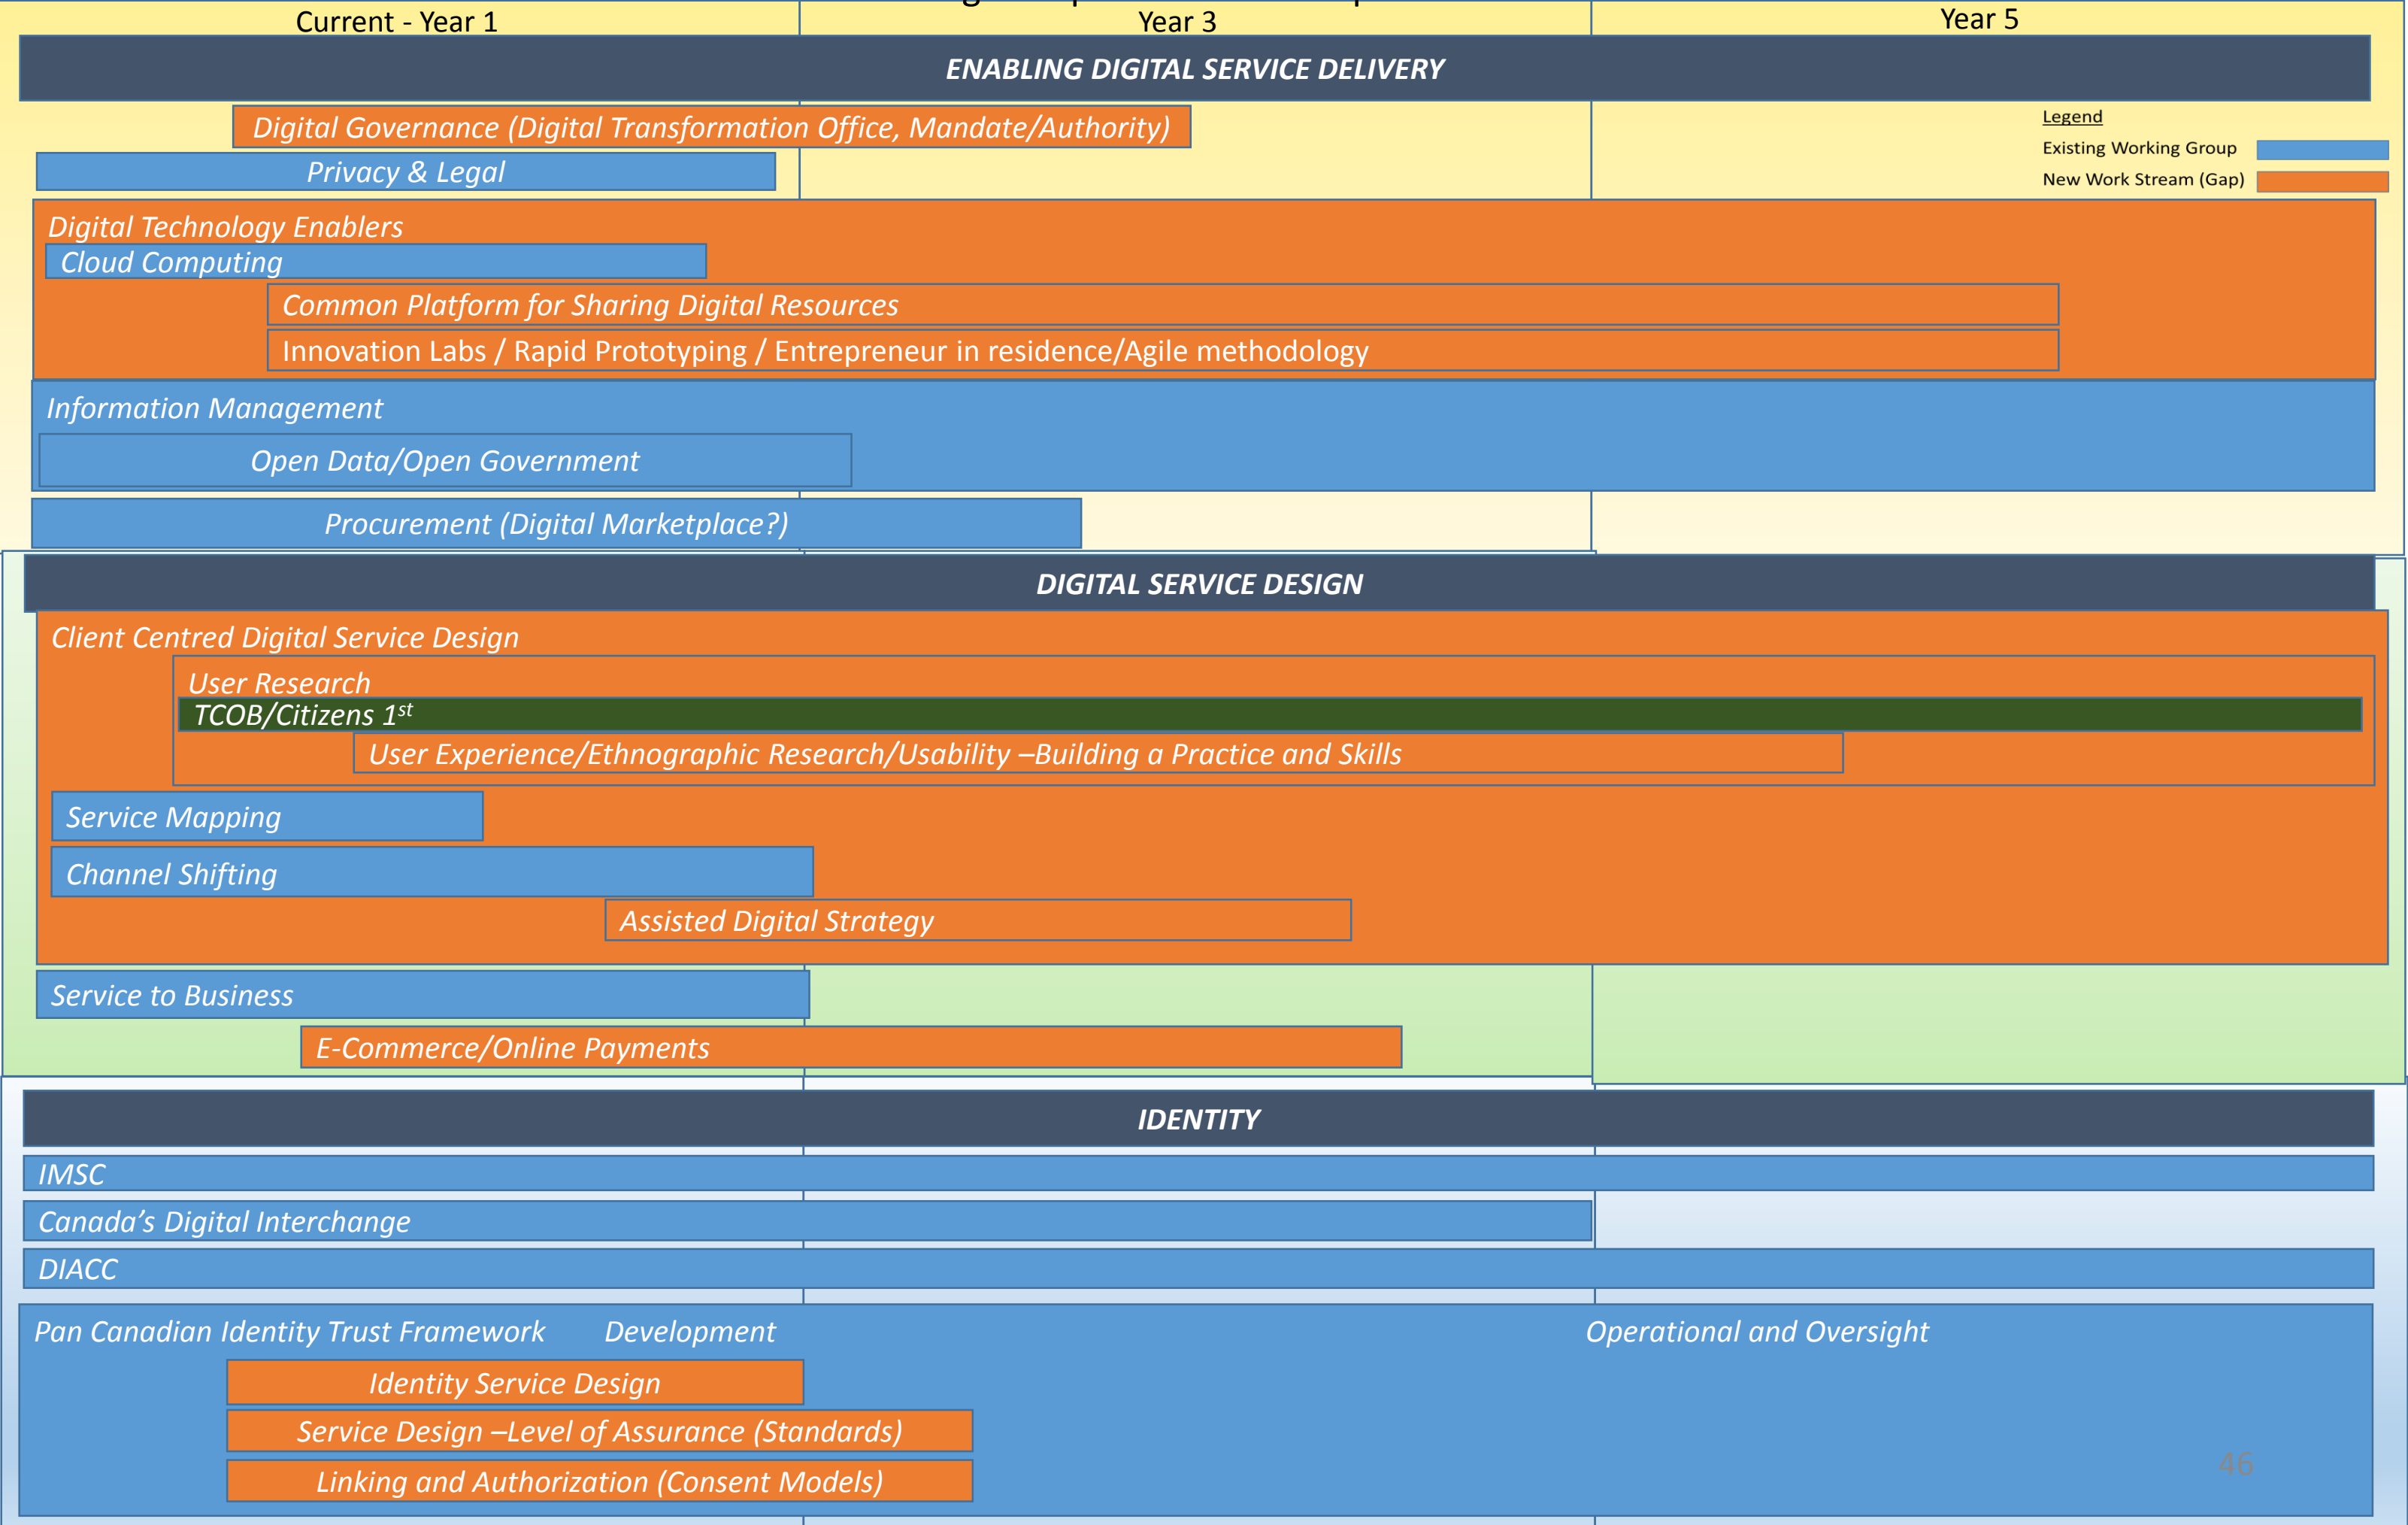 Current - Year 1
Year 3
Year 5
ENABLING DIGITAL SERVICE DELIVERY
Digital Governance (Digital Transformation Office, Mandate/Authority)
Legend
Existing Working Group
New Work Stream (Gap)
Privacy & Legal
Digital Technology Enablers
Cloud Computing
Common Platform for Sharing Digital Resources
Innovation Labs / Rapid Prototyping / Entrepreneur in residence/Agile methodology
Information Management
Open Data/Open Government
Procurement (Digital Marketplace?)
DIGITAL SERVICE DESIGN
Client Centred Digital Service Design
User Research
TCOB/Citizens 1st
User Experience/Ethnographic Research/Usability –Building a Practice and Skills
Service Mapping
Channel Shifting
Assisted Digital Strategy
Service to Business
E-Commerce/Online Payments
IDENTITY
IMSC
Canada’s Digital Interchange
DIACC
Pan Canadian Identity Trust Framework Development
Operational and Oversight
Identity Service Design
Service Design –Level of Assurance (Standards)
Linking and Authorization (Consent Models)
46